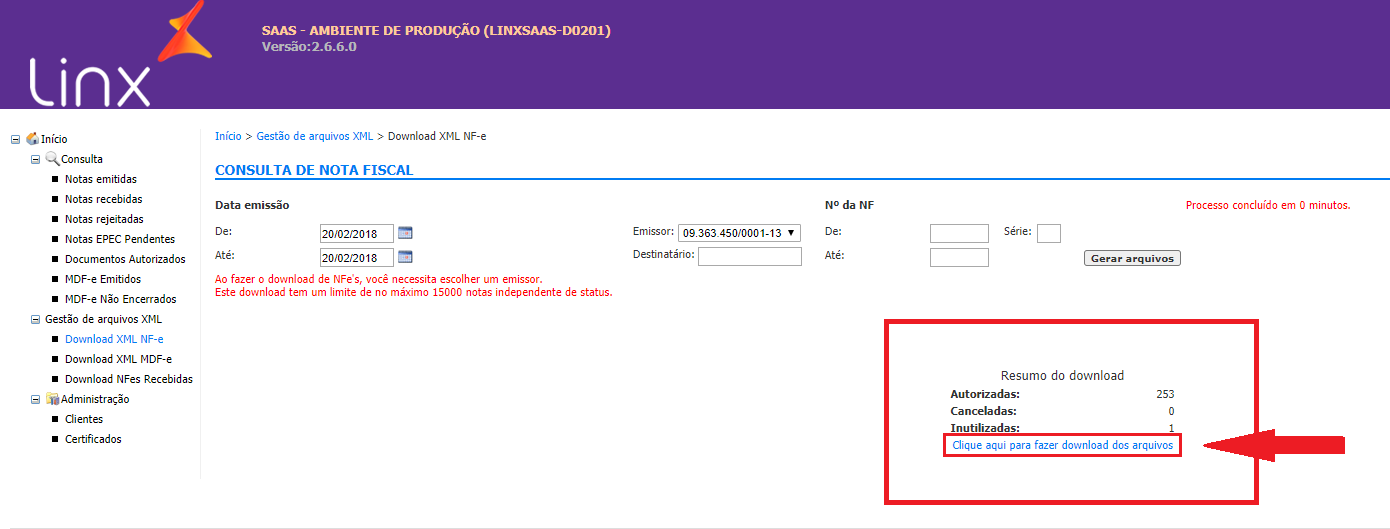 Linx
SAAS - AMBIENTE DE PRODUÇÃO (LINXSAAS-D0201)
Versão:2.6.6.0
Início
Consulta
Notas emitidas
Notas recebidas
Notas rejeitadas
Notas EPEC Pendentes
Documentos Autorizados
MDF-e Emitidos
MDF-e Não Encerrados
Gestão de arquivos XML
Download XML NF-e
Download XML MDF-e
Download NFes Recebidas
Administração
Clientes
Certificados
Início > Gestão de arquivos XML > Download XML NF-e
CONSULTA DE NOTA FISCAL
Data emissão Nº da NF Processo concluído em 0 minutos.
De: 20/02/2018 Emissor: 09.363.450/0001-13 De: Série:
Até: 20/02/2018 Destinatário: Até: Gerar arquivos
Ao fazer o download de NFe's, você necessita escolher um emissor.
Este download tem um limite de no máximo 15000 notas independente de status.
Resumo do download
Autorizadas: 253
Canceladas: 0
Inutilizadas: 1
Clique aqui para fazer download dos arquivos